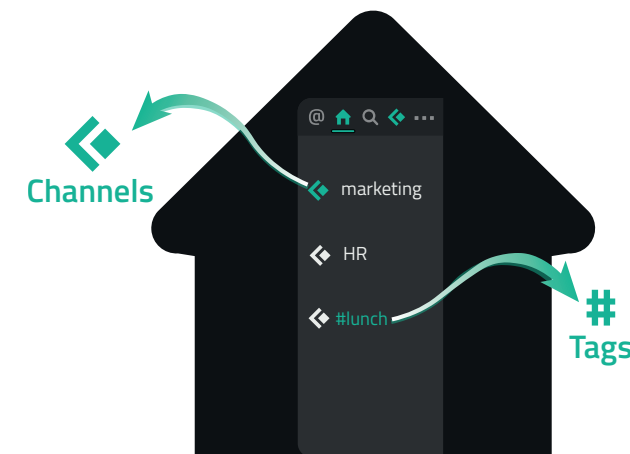 @
Channels
marketing
HR
#lunch
#
Tags